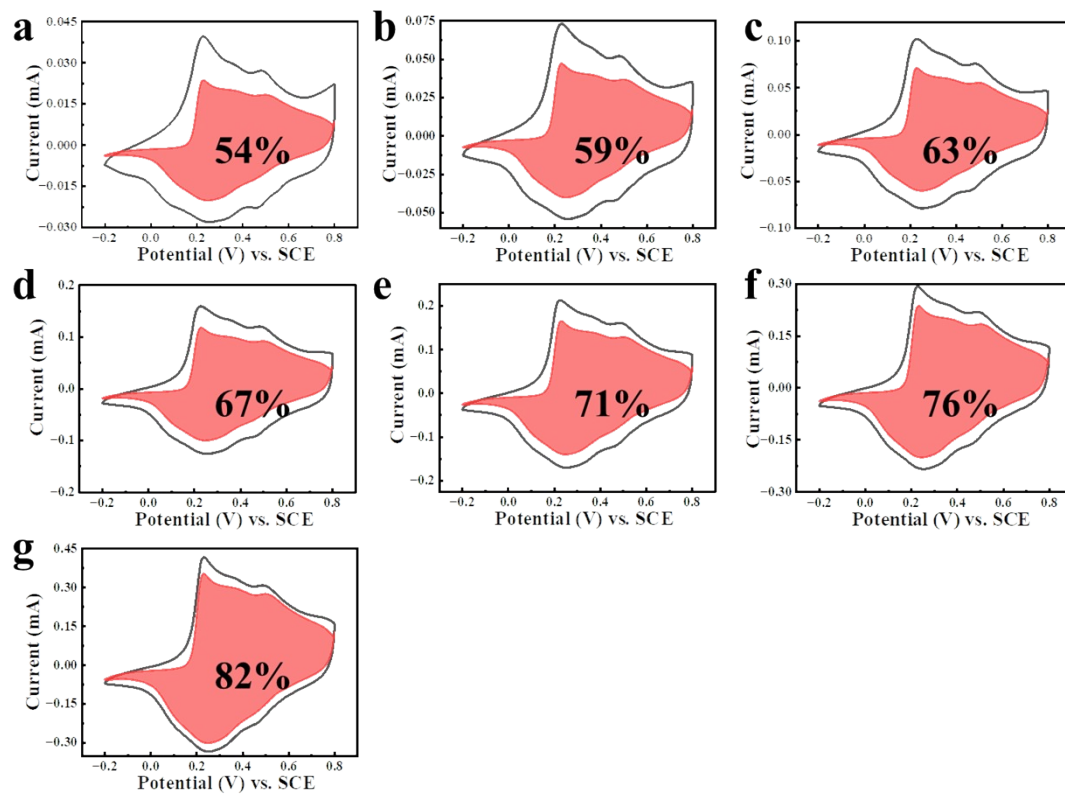 a
Current (mA)
0.045
0.030
0.015
0.000
−0.015
−0.030
54%
−0.2 0.0 0.2 0.4 0.6 0.8
Potential (V) vs. SCE
b
Current (mA)
0.075
0.050
0.025
0.000
−0.025
−0.050
59%
−0.2 0.0 0.2 0.4 0.6 0.8
Potential (V) vs. SCE
c
Current (mA)
0.10
0.05
0.00
−0.05
−0.10
63%
−0.2 0.0 0.2 0.4 0.6 0.8
Potential (V) vs. SCE
d
Current (mA)
0.2
0.1
0.0
−0.1
−0.2
67%
−0.2 0.0 0.2 0.4 0.6 0.8
Potential (V) vs. SCE
e
Current (mA)
0.2
0.1
0.0
−0.1
−0.2
71%
−0.2 0.0 0.2 0.4 0.6 0.8
Potential (V) vs. SCE
f
Current (mA)
0.30
0.15
0.00
−0.15
−0.30
76%
−0.2 0.0 0.2 0.4 0.6 0.8
Potential (V) vs. SCE
g
Current (mA)
0.45
0.30
0.15
0.00
−0.15
−0.30
82%
−0.2 0.0 0.2 0.4 0.6 0.8
Potential (V) vs. SCE